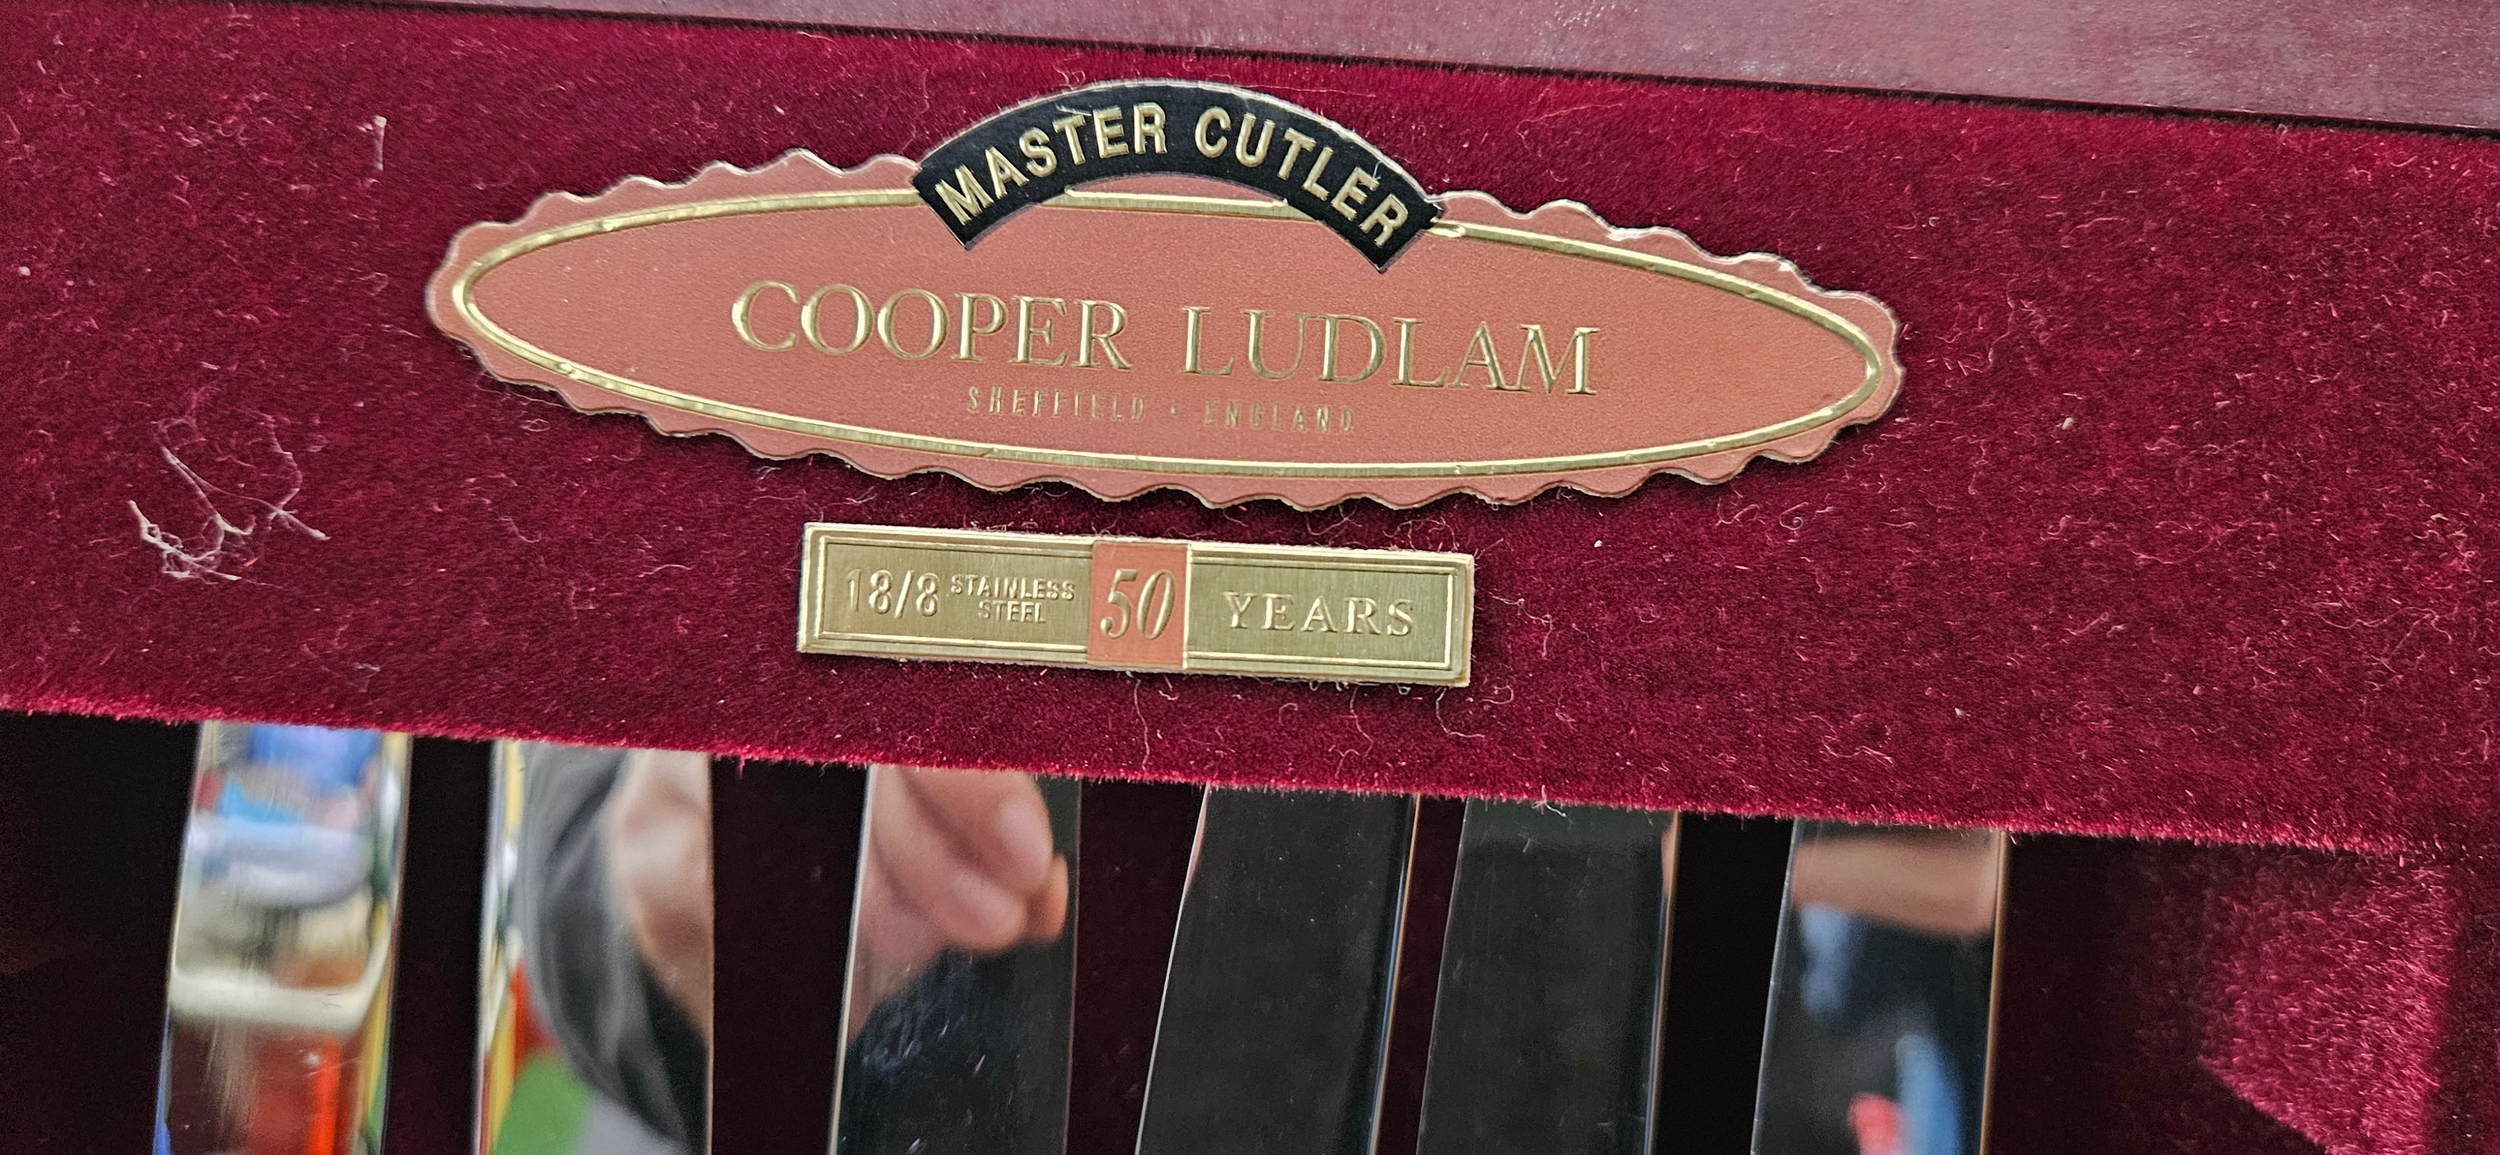 MASTER CUTLER
COOPER LUDLAM
SHEFFIELD · ENGLAND
18/8 STAINLESS STEEL 50 YEARS